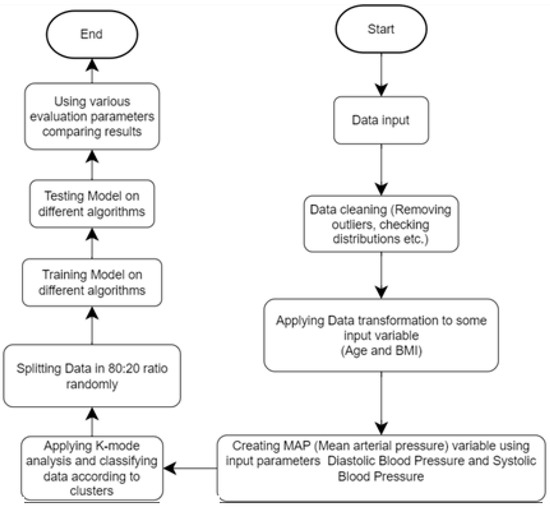 Start
Data input
Data cleaning (Removing
outliers, checking
distributions etc.)
Applying Data transformation to some
input variable
(Age and BMI)
Creating MAP (Mean arterial pressure) variable using
input parameters Diastolic Blood Pressure and Systolic
Blood Pressure
Applying K-mode
analysis and classifying
data according to
clusters
Splitting Data in 80:20 ratio
randomly
Training Model on
different algorithms
Testing Model on
different algorithms
Using various
evaluation parameters
comparing results
End